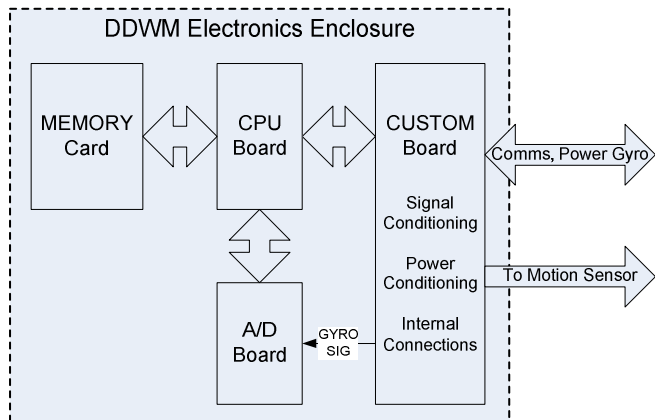 DDWM Electronics Enclosure
MEMORY
Card
CPU
Board
CUSTOM
Board
Signal
Conditioning
Power
Conditioning
Internal
Connections
Comms, Power Gyro
To Motion Sensor
A/D
Board
GYRO
SIG